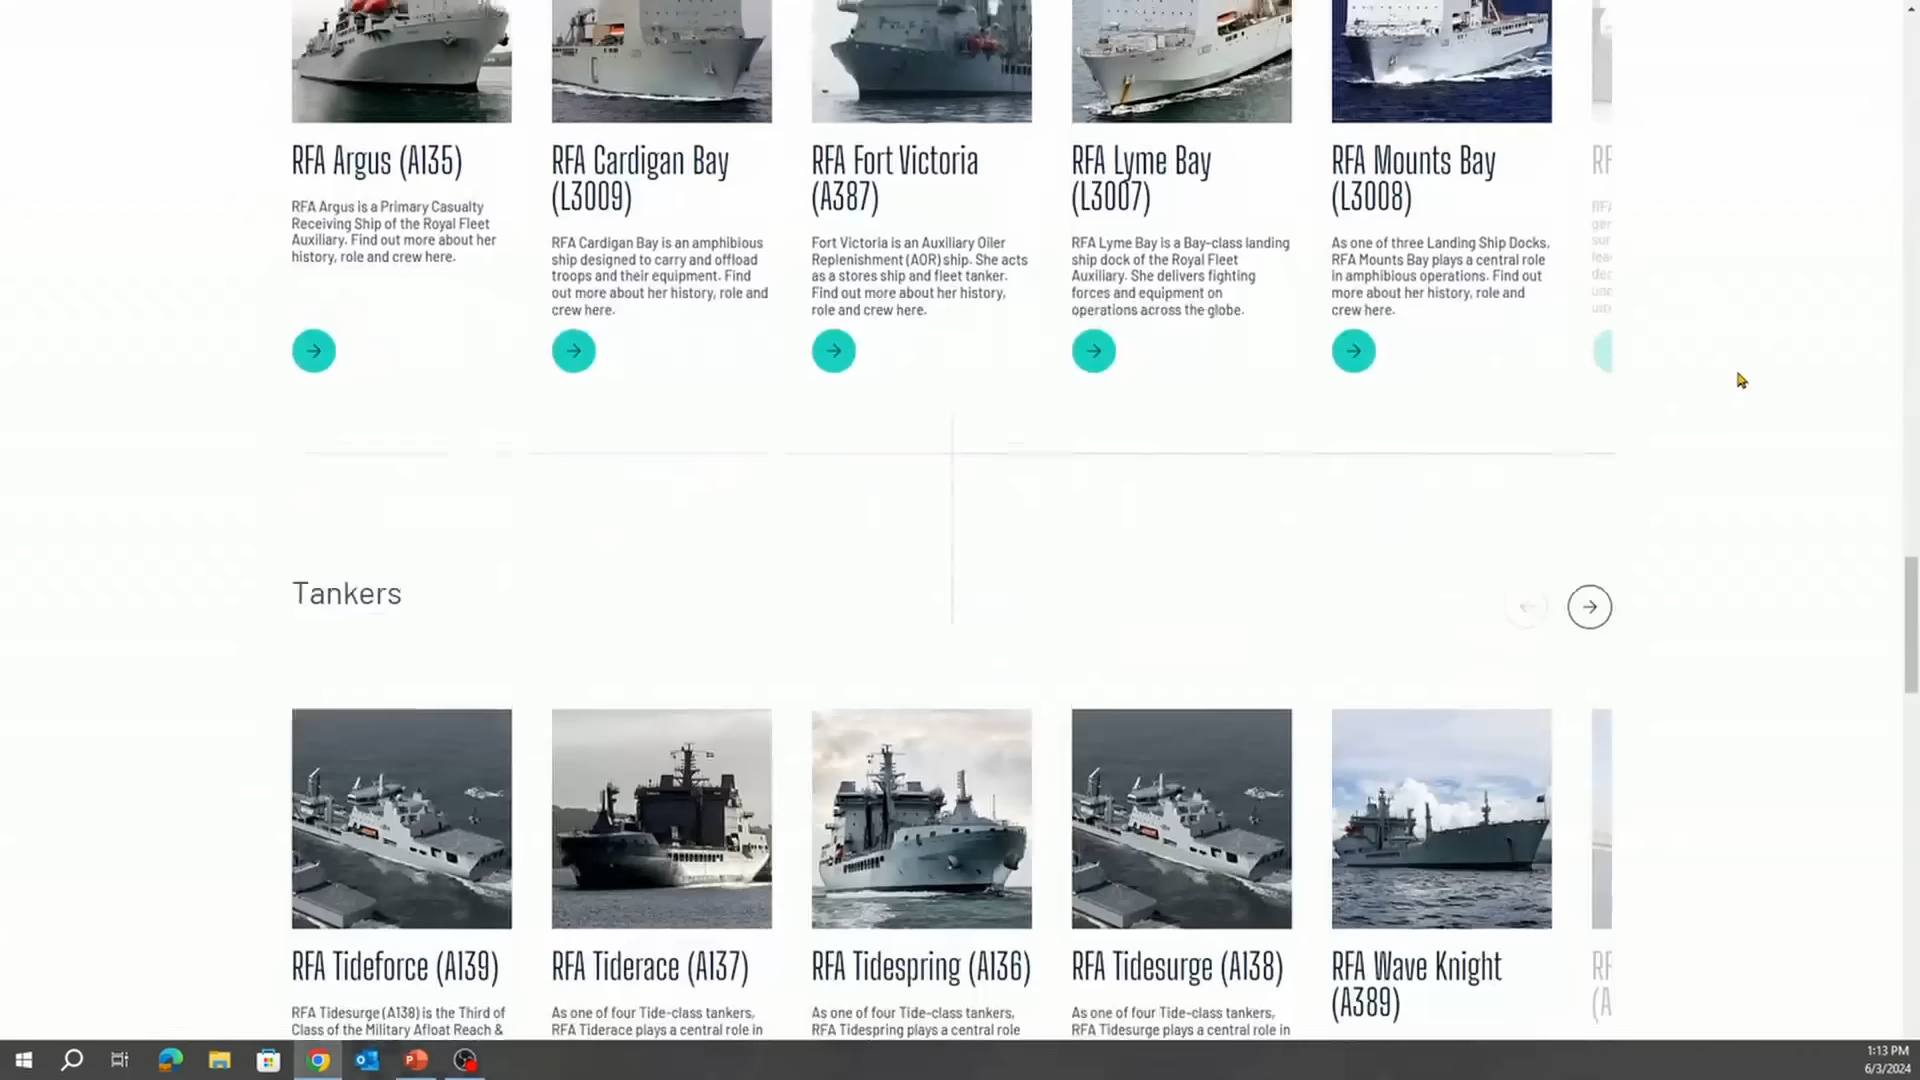 RFA Argus (A135)
RFA Argus is a Primary Casualty
Receiving Ship of the Royal Fleet
Auxiliary. Find out more about her
history, role and crew here.
RFA Cardigan Bay
(L3009)
RFA Cardigan Bay is an amphibious
ship designed to carry and offload
troops and their equipment. Find
out more about her history, role and
crew here.
RFA Fort Victoria
(A387)
Fort Victoria is an Auxiliary Oiler
Replenishment (AOR) ship. She acts
as a stores ship and fleet tanker.
Find out more about her history,
role and crew here.
RFA Lyme Bay
(L3007)
RFA Lyme Bay is a Bay-class landing
ship dock of the Royal Fleet
Auxiliary. She delivers fighting
forces and equipment on
operations across the globe.
RFA Mounts Bay
(L3008)
As one of three Landing Ship Docks,
RFA Mounts Bay plays a central role
in amphibious operations. Find out
more about her history, role and
crew here.
Tankers
RFA Tideforce (A139)
RFA Tidesurge (A138) is the Third of
Class of the Military Afloat Reach &
RFA Tiderace (A137)
As one of four Tide-class tankers,
RFA Tiderace plays a central role in
RFA Tidespring (A136)
As one of four Tide-class tankers,
RFA Tidespring plays a central role
RFA Tidesurge (A138)
As one of four Tide-class tankers,
RFA Tidesurge plays a central role in
RFA Wave Knight
(A389)
1:13 PM
6/3/2024